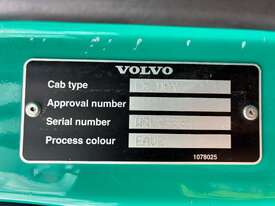 VOLVO
Cab type
Approval number
Serial number
Process colour
1078025